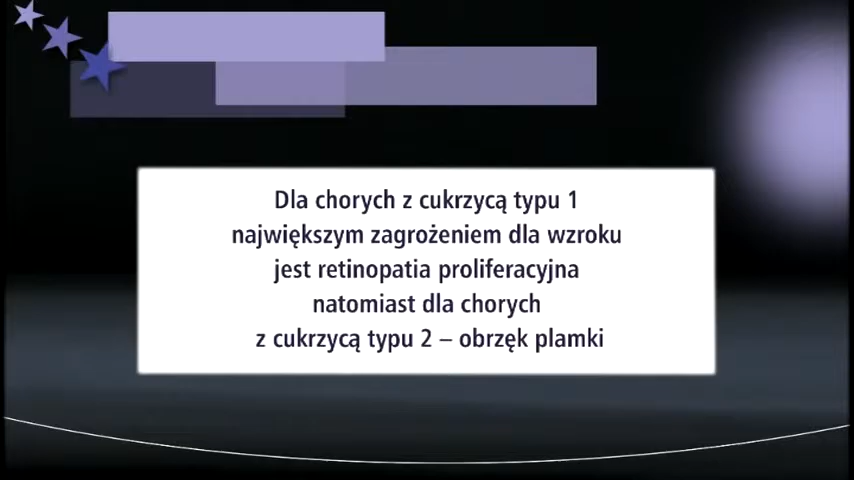 Dla chorych z cukrzycą typu 1
największym zagrożeniem dla wzroku
jest retinopatia proliferacyjna
natomiast dla chorych
z cukrzycą typu 2 – obrzęk plamki